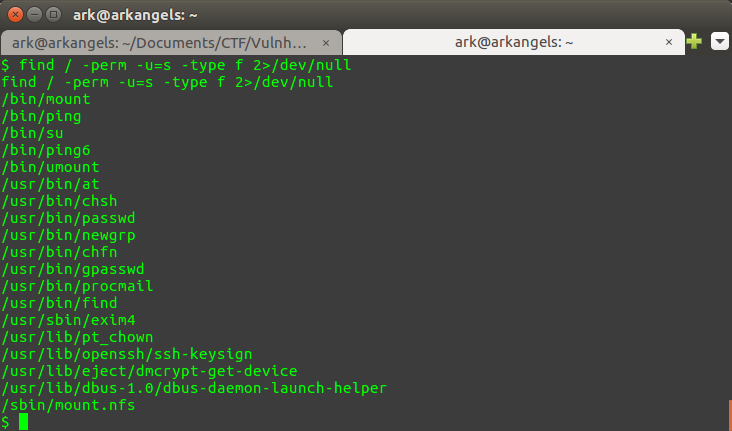 ark@arkangels: ~
ark@arkangels: ~/Documents/CTF/Vulnh… ×
ark@arkangels: ~ ×
$ find / -perm -u=s -type f 2>/dev/null
find / -perm -u=s -type f 2>/dev/null
/bin/mount
/bin/ping
/bin/su
/bin/ping6
/bin/umount
/usr/bin/at
/usr/bin/chsh
/usr/bin/passwd
/usr/bin/newgrp
/usr/bin/chfn
/usr/bin/gpasswd
/usr/bin/procmail
/usr/bin/find
/usr/sbin/exim4
/usr/lib/pt_chown
/usr/lib/openssh/ssh-keysign
/usr/lib/eject/dmcrypt-get-device
/usr/lib/dbus-1.0/dbus-daemon-launch-helper
/sbin/mount.nfs
$